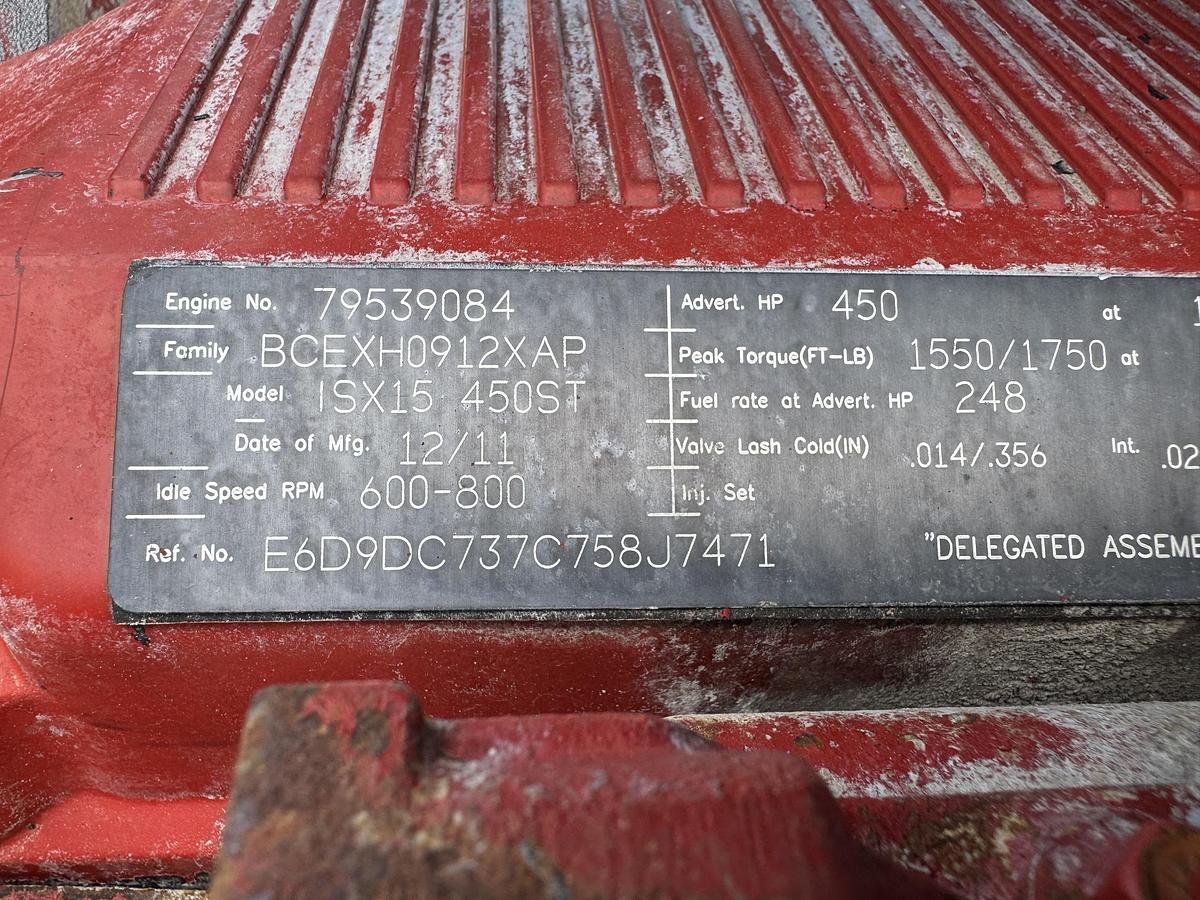 Engine No. 79539084
Family BCEXH0912XAP
Model ISX15 450ST
Date of Mfg. 12/11
Idle Speed RPM 600-800
Ref. No. E6D9DC737C758J7471
Advert. HP 450 at
Peak Torque(FT-LB) 1550/1750 at
Fuel rate at Advert. HP 248
Valve Lash Cold(IN) .014/.356 Int. .02
Inj. Set
"DELEGATED